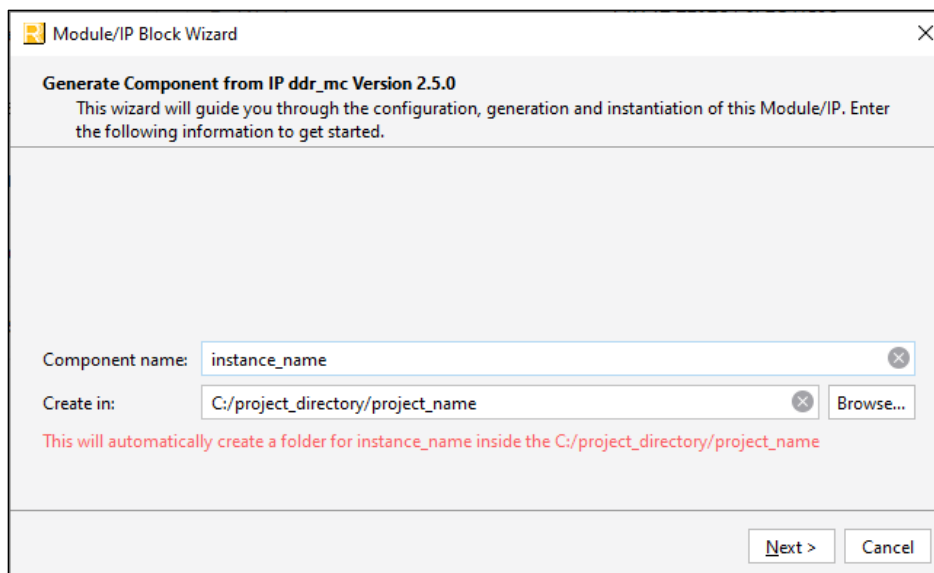 Module/IP Block Wizard
Generate Component from IP ddr_mc Version 2.5.0
This wizard will guide you through the configuration, generation and instantiation of this Module/IP. Enter
the following information to get started.
Component name: instance_name
Create in: C:/project_directory/project_name Browse...
This will automatically create a folder for instance_name inside the C:/project_directory/project_name
Next > Cancel